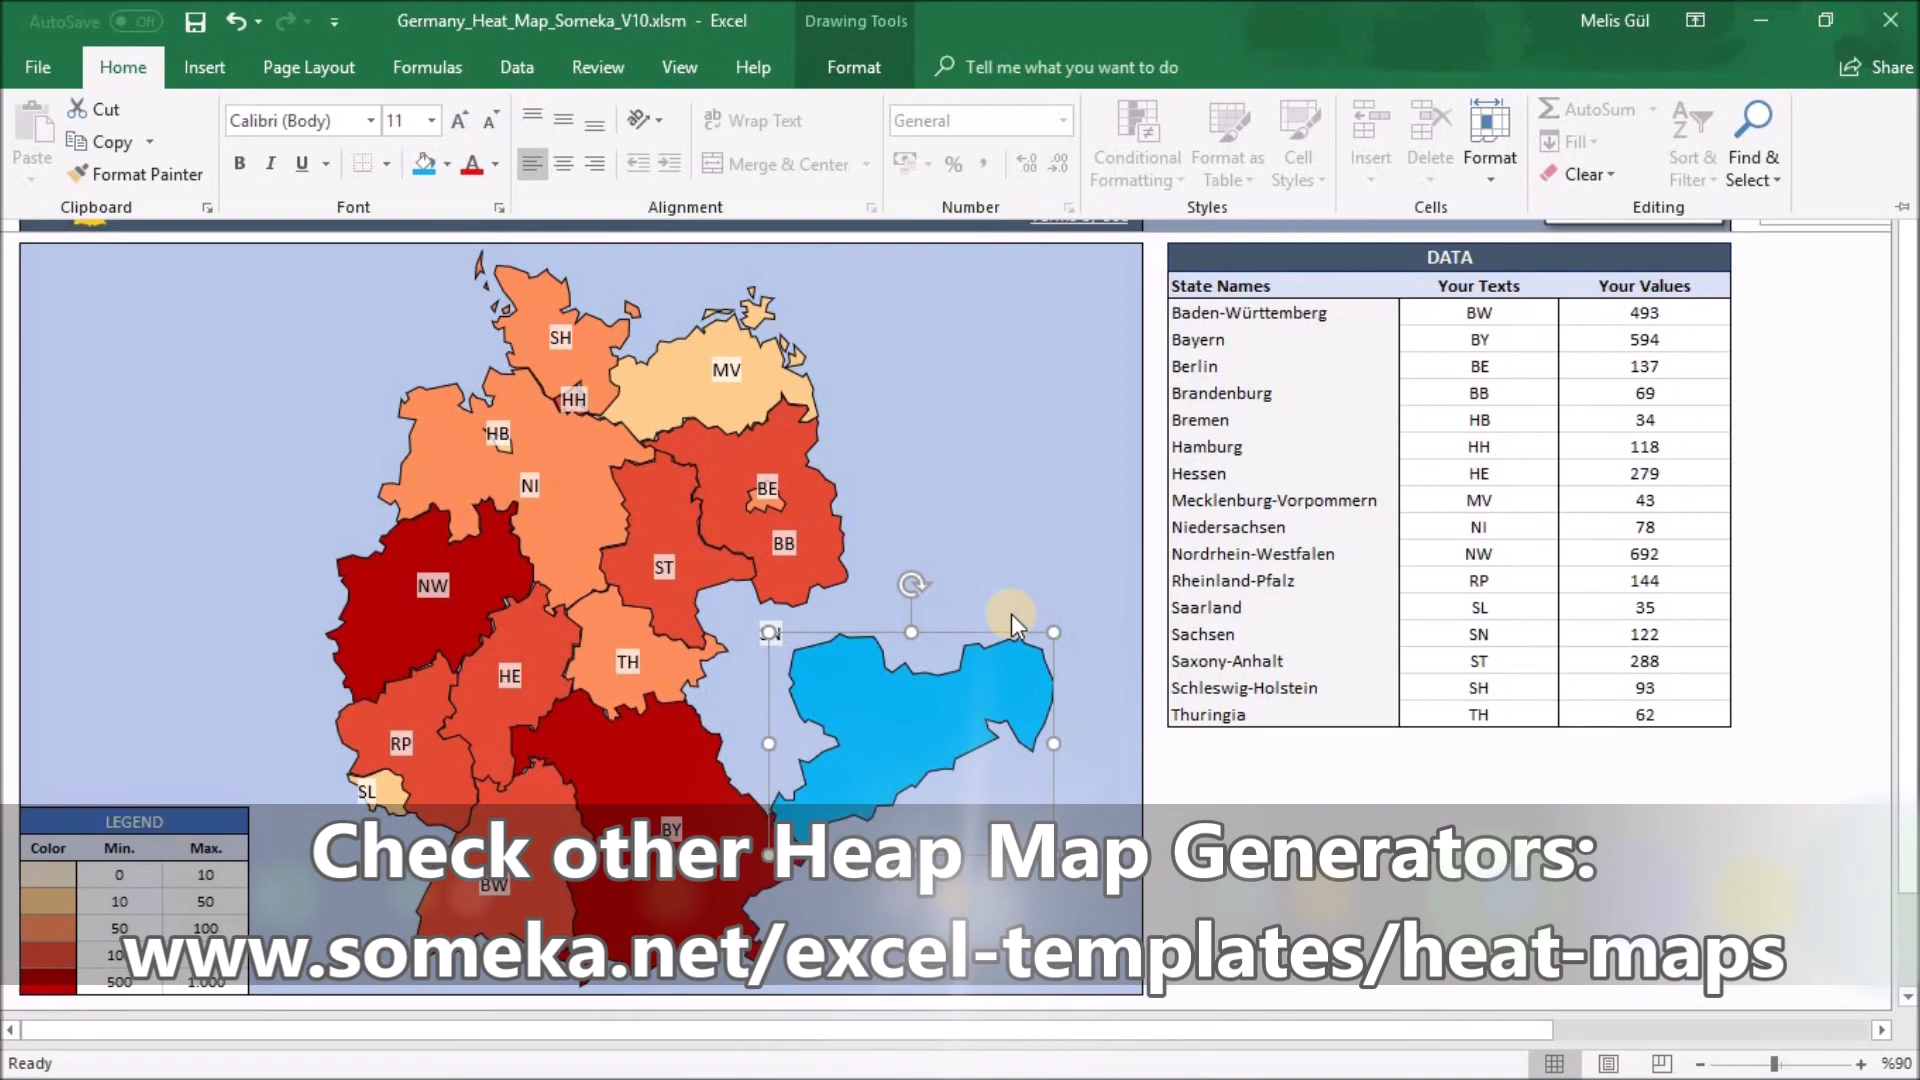 AutoSave Off
Germany_Heat_Map_Someka_V10.xlsm - Excel
Drawing Tools
Melis Gül
File Home Insert Page Layout Formulas Data Review View Help Format Tell me what you want to do Share
Paste
Cut
Copy
Format Painter
Clipboard
Calibri (Body) 11
B I U A
Font
Wrap Text
Merge & Center
Alignment
General
%
Number
Conditional Formatting
Format as Table
Cell Styles
Styles
Insert
Delete
Format
Cells
AutoSum
Fill
Clear
Sort & Filter
Find & Select
Editing
SH
MV
HH
HB
NI
BE
BB
ST
NW
TH
HE
RP
SL
BY
BW
DATA
State Names Your Texts Your Values
Baden-Württemberg BW 493
Bayern BY 594
Berlin BE 137
Brandenburg BB 69
Bremen HB 34
Hamburg HH 118
Hessen HE 279
Mecklenburg-Vorpommern MV 43
Niedersachsen NI 78
Nordrhein-Westfalen NW 692
Rheinland-Pfalz RP 144
Saarland SL 35
Sachsen SN 122
Saxony-Anhalt ST 288
Schleswig-Holstein SH 93
Thuringia TH 62
LEGEND
Color Min. Max.
0 10
10 50
50 100
500 1.000
Check other Heap Map Generators:
www.someka.net/excel-templates/heat-maps
Ready
%90